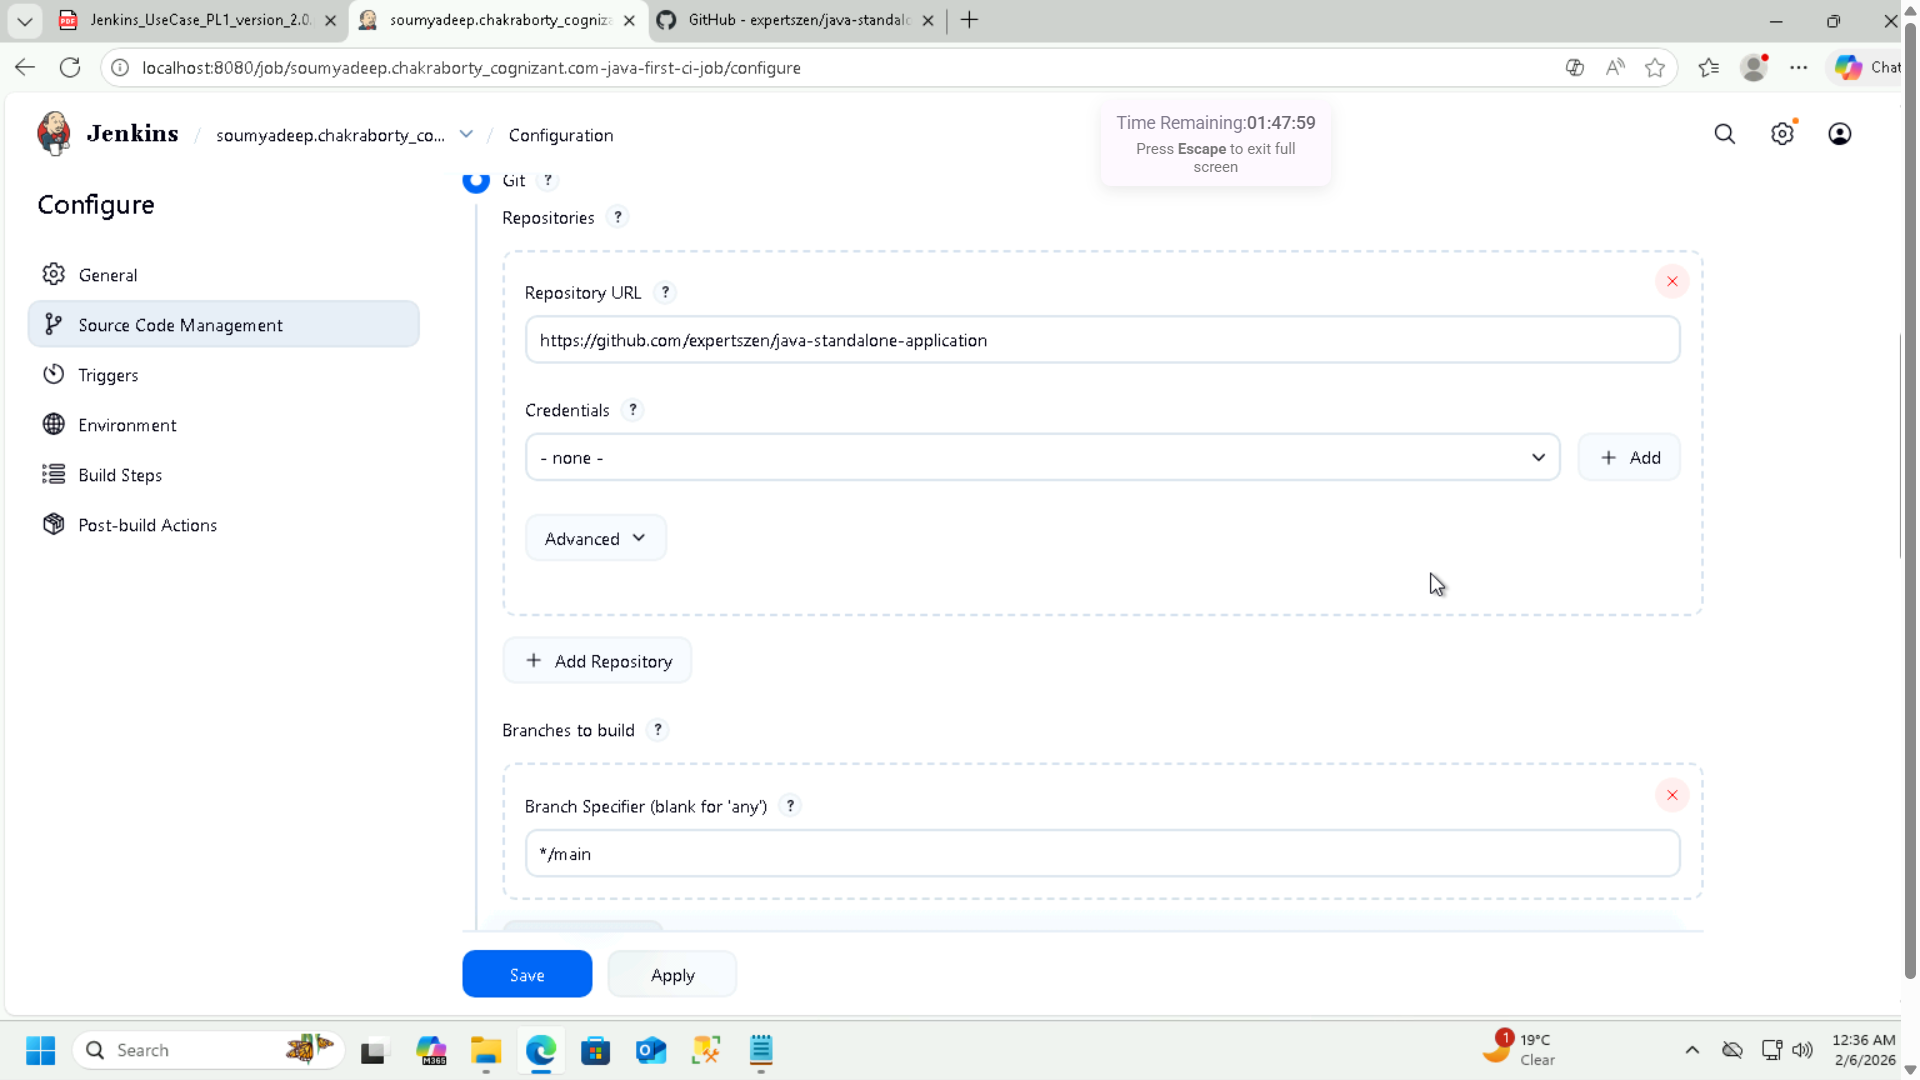 Jenkins_UseCase_PL1_version_2.0.
soumyadeep.chakraborty_cogniza
GitHub - expertszen/java-standalo
localhost:8080/job/soumyadeep.chakraborty_cognizant.com-java-first-ci-job/configure
Chat
Jenkins / soumyadeep.chakraborty_co... / Configuration
Time Remaining:01:47:59
Press Escape to exit full
screen
Configure
General
Source Code Management
Triggers
Environment
Build Steps
Post-build Actions
Git ?
Repositories ?
Repository URL ?
https://github.com/expertszen/java-standalone-application
Credentials ?
- none -
+ Add
Advanced
+ Add Repository
Branches to build ?
Branch Specifier (blank for 'any') ?
*/main
Save
Apply
Search
M365
1
19°C
Clear
12:36 AM
2/6/2026